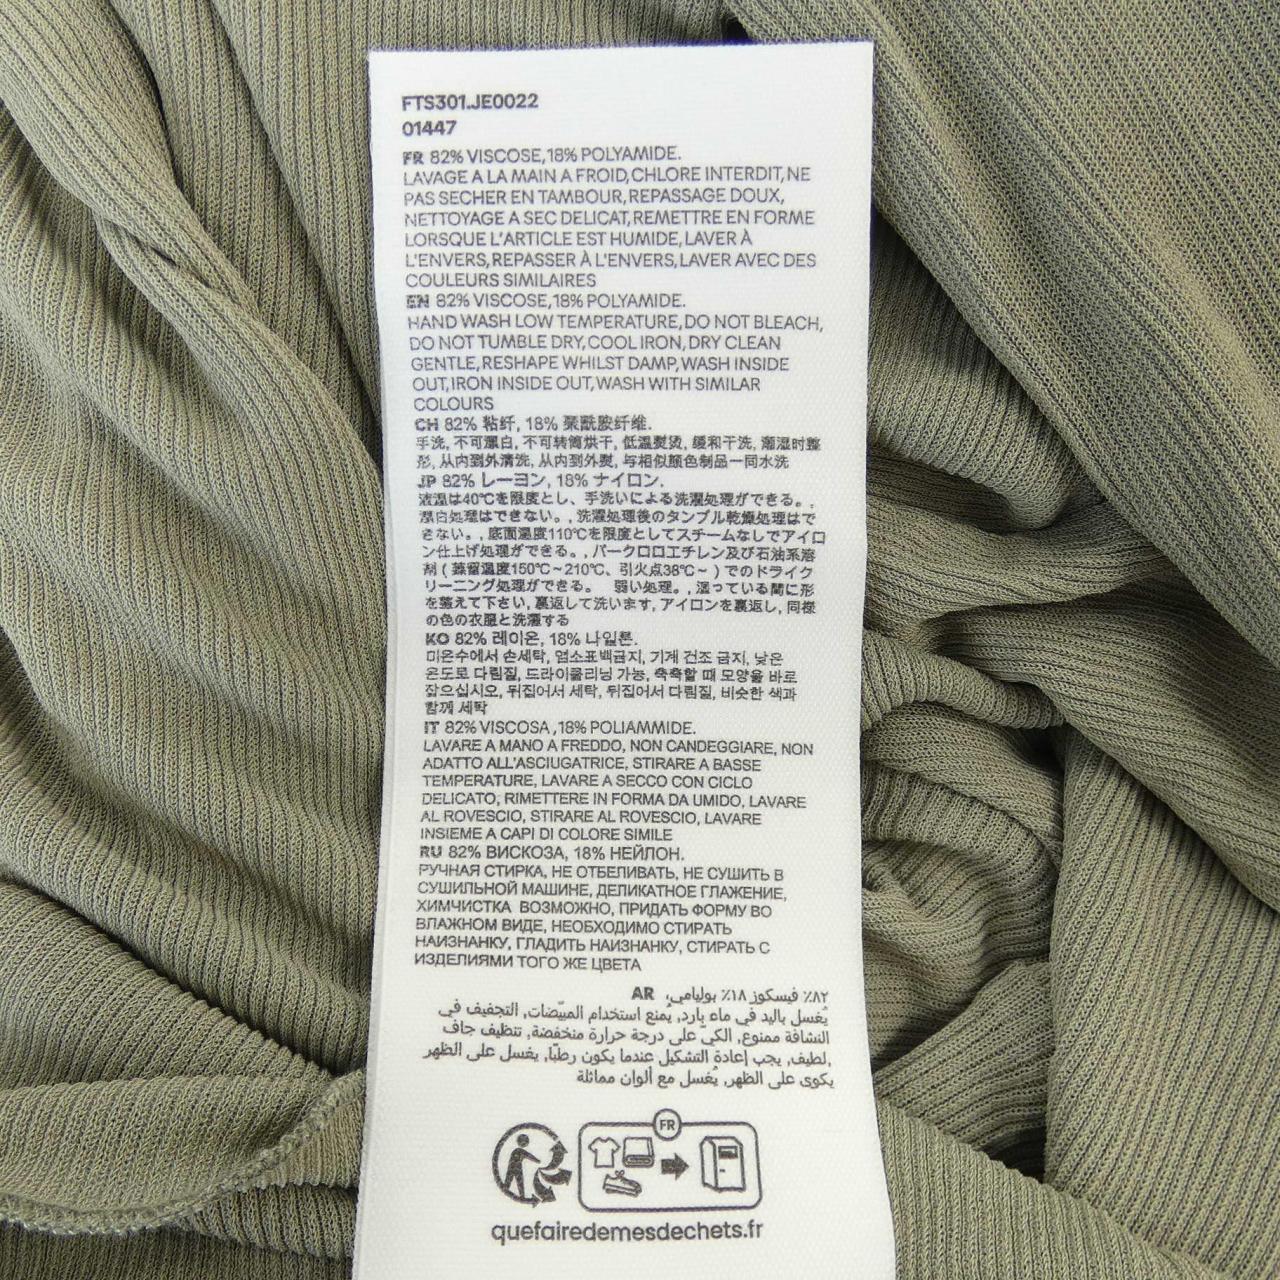 FTS301.JE0022
01447
FR 82% VISCOSE, 18% POLYAMIDE.
LAVAGE A LA MAIN A FROID, CHLORE INTERDIT, NE
PAS SECHER EN TAMBOUR, REPASSAGE DOUX,
NETTOYAGE A SEC DELICAT, REMETTRE EN FORME
LORSQUE L'ARTICLE EST HUMIDE, LAVER À
L'ENVERS, REPASSER À L'ENVERS, LAVER AVEC DES
COULEURS SIMILAIRES
EN 82% VISCOSE, 18% POLYAMIDE.
HAND WASH LOW TEMPERATURE, DO NOT BLEACH,
DO NOT TUMBLE DRY, COOL IRON, DRY CLEAN
GENTLE, RESHAPE WHILST DAMP, WASH INSIDE
OUT, IRON INSIDE OUT, WASH WITH SIMILAR
COLOURS
CH 82% 粘纤, 18% 聚酰胺纤维.
手洗, 不可漂白, 不可转筒烘干, 低温熨烫, 缓和干洗, 潮湿时整
形, 从内到外清洗, 从内到外熨, 与相似颜色制品一同水洗
JP 82% レーヨン, 18% ナイロン.
液温は40℃を限度とし、手洗いによる洗濯処理ができる。,
漂白処理はできない。, 洗濯処理後のタンブル乾燥処理はで
きない。, 底面温度110℃を限度としてスチームなしでアイロ
ン仕上げ処理ができる。, パークロロエチレン及び石油系溶
剤 ( 蒸留温度150℃~210℃、引火点38℃~ ) でのドライク
リーニング処理ができる。 弱い処理。, 湿っている間に形
を整えて下さい, 裏返して洗います, アイロンを裏返し, 同様
の色の衣服と洗濯する
KO 82% 레이온, 18% 나일론.
미온수에서 손세탁, 염소표백금지, 기계 건조 금지, 낮은
온도로 다림질, 드라이클리닝 가능, 축축할 때 모양을 바로
잡으십시오, 뒤집어서 세탁, 뒤집어서 다림질, 비슷한 색과
함께 세탁
IT 82% VISCOSA, 18% POLIAMMIDE.
LAVARE A MANO A FREDDO, NON CANDEGGIARE, NON
ADATTO ALL'ASCIUGATRICE, STIRARE A BASSE
TEMPERATURE, LAVARE A SECCO CON CICLO
DELICATO, RIMETTERE IN FORMA DA UMIDO, LAVARE
AL ROVESCIO, STIRARE AL ROVESCIO, LAVARE
INSIEME A CAPI DI COLORE SIMILE
RU 82% ВИСКОЗА, 18% НЕЙЛОН.
РУЧНАЯ СТИРКА, НЕ ОТБЕЛИВАТЬ, НЕ СУШИТЬ В
СУШИЛЬНОЙ МАШИНЕ, ДЕЛИКАТНОЕ ГЛАЖЕНИЕ,
ХИМЧИСТКА ВОЗМОЖНО, ПРИДАТЬ ФОРМУ ВО
ВЛАЖНОМ ВИДЕ, НЕОБХОДИМО СТИРАТЬ
НАИЗНАНКУ, ГЛАДИТЬ НАИЗНАНКУ, СТИРАТЬ С
ИЗДЕЛИЯМИ ТОГО ЖЕ ЦВЕТА
٨٢٪ فيسكوز ١٨٪ بوليامي، AR
يُغسل باليد في ماء بارد, يُمنع استخدام المبيّضات, التجفيف في
النشافة ممنوع, الكيّ على درجة حرارة منخفضة, تنظيف جاف
لطيف, يجب إعادة التشكيل عندما يكون رطبًا, يغسل على الظهر,
يكوى على الظهر, يُغسل مع ألوان مماثلة
FR
quefairedemesdechets.fr